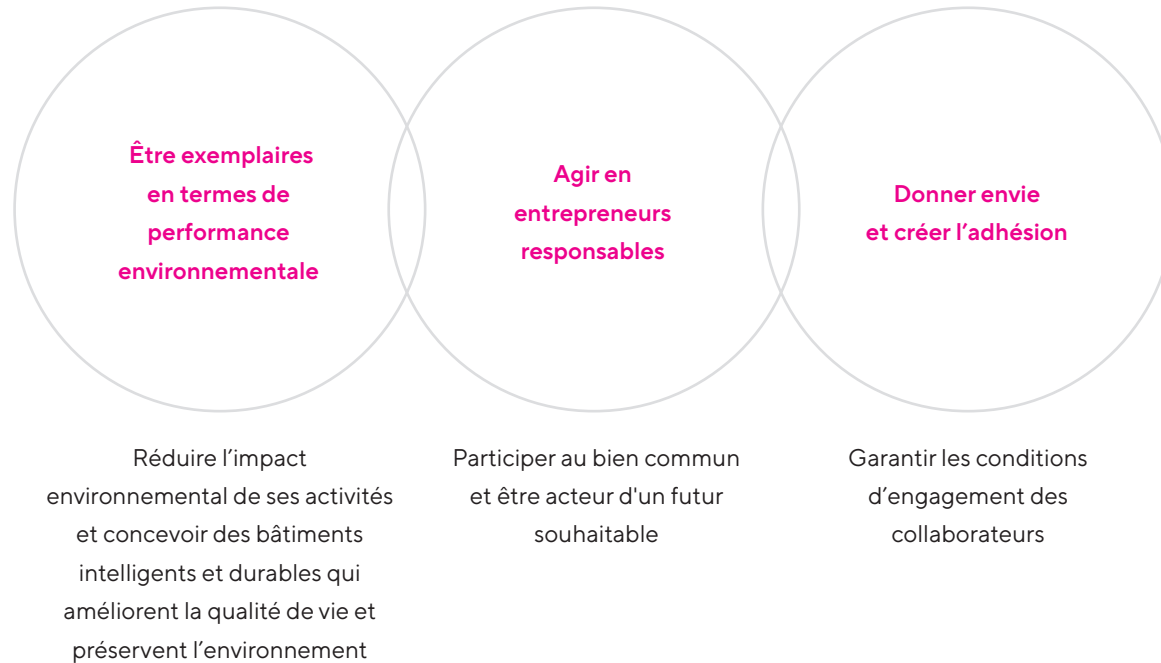 Être exemplaires
en termes de
performance
environnementale
Agir en
entrepreneurs
responsables
Donner envie
et créer l’adhésion
Réduire l’impact
environnemental de ses activités
et concevoir des bâtiments
intelligents et durables qui
améliorent la qualité de vie et
préservent l’environnement
Participer au bien commun
et être acteur d'un futur
souhaitable
Garantir les conditions
d’engagement des
collaborateurs